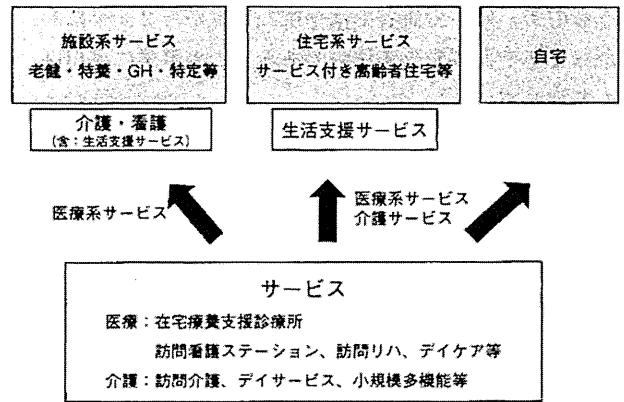 施設系サービス
老健・特養・GH・特定等
住宅系サービス
サービス付き高齢者住宅等
自宅
介護・看護
(含:生活支援サービス)
生活支援サービス
医療系サービス
医療系サービス
介護サービス
サービス
医療:在宅療養支援診療所
訪問看護ステーション、訪問リハ、デイケア等
介護:訪問介護、デイサービス、小規模多機能等